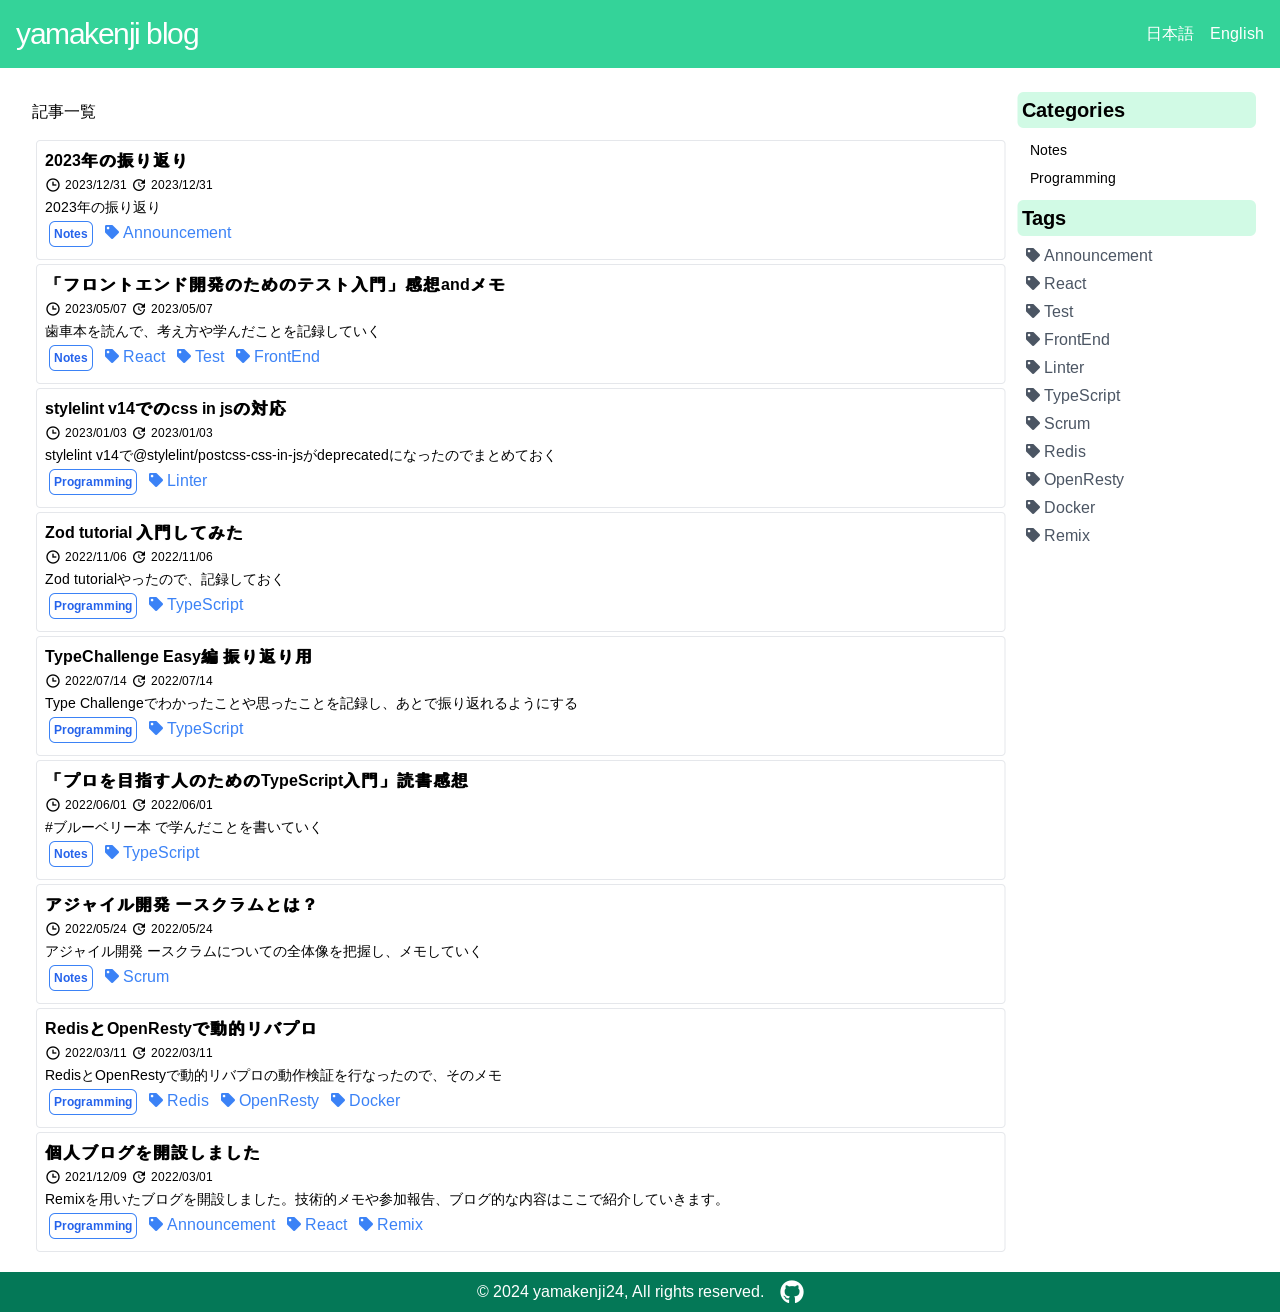 yamakenji blog
日本語 English
記事一覧
2023年の振り返り
2023/12/31 2023/12/31
2023年の振り返り
Notes Announcement
「フロントエンド開発のためのテスト入門」感想andメモ
2023/05/07 2023/05/07
歯車本を読んで、考え方や学んだことを記録していく
Notes React Test FrontEnd
stylelint v14でのcss in jsの対応
2023/01/03 2023/01/03
stylelint v14で@stylelint/postcss-css-in-jsがdeprecatedになったのでまとめておく
Programming Linter
Zod tutorial 入門してみた
2022/11/06 2022/11/06
Zod tutorialやったので、記録しておく
Programming TypeScript
TypeChallenge Easy編 振り返り用
2022/07/14 2022/07/14
Type Challengeでわかったことや思ったことを記録し、あとで振り返れるようにする
Programming TypeScript
「プロを目指す人のためのTypeScript入門」読書感想
2022/06/01 2022/06/01
#ブルーベリー本 で学んだことを書いていく
Notes TypeScript
アジャイル開発 ースクラムとは？
2022/05/24 2022/05/24
アジャイル開発 ースクラムについての全体像を把握し、メモしていく
Notes Scrum
RedisとOpenRestyで動的リバプロ
2022/03/11 2022/03/11
RedisとOpenRestyで動的リバプロの動作検証を行なったので、そのメモ
Programming Redis OpenResty Docker
個人ブログを開設しました
2021/12/09 2022/03/01
Remixを用いたブログを開設しました。技術的メモや参加報告、ブログ的な内容はここで紹介していきます。
Programming Announcement React Remix
Categories
Notes
Programming
Tags
Announcement
React
Test
FrontEnd
Linter
TypeScript
Scrum
Redis
OpenResty
Docker
Remix
© 2024 yamakenji24, All rights reserved.